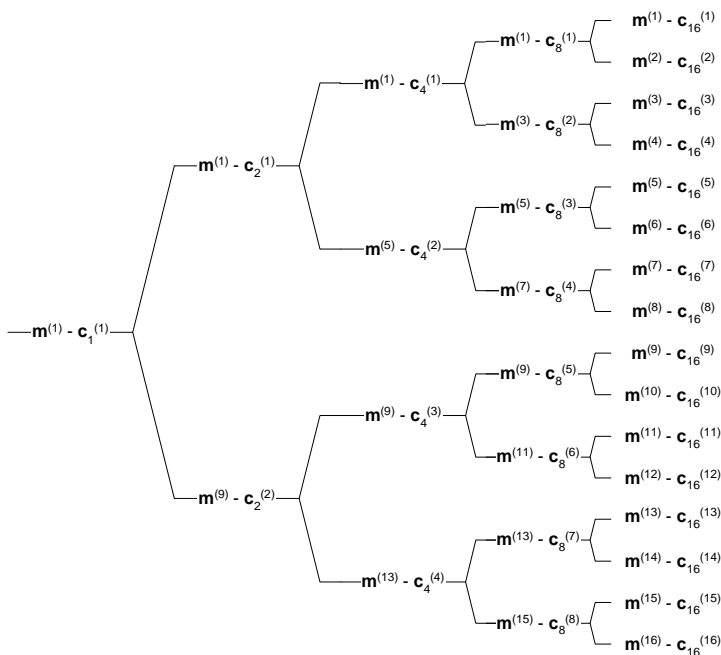 m⁽¹⁾ - c₁₆⁽¹⁾
m⁽¹⁾ - c₈⁽¹⁾
m⁽²⁾ - c₁₆⁽²⁾
m⁽¹⁾ - c₄⁽¹⁾
m⁽³⁾ - c₁₆⁽³⁾
m⁽³⁾ - c₈⁽²⁾
m⁽⁴⁾ - c₁₆⁽⁴⁾
m⁽¹⁾ - c₂⁽¹⁾
m⁽⁵⁾ - c₁₆⁽⁵⁾
m⁽⁵⁾ - c₈⁽³⁾
m⁽⁶⁾ - c₁₆⁽⁶⁾
m⁽⁵⁾ - c₄⁽²⁾
m⁽⁷⁾ - c₁₆⁽⁷⁾
m⁽⁷⁾ - c₈⁽⁴⁾
m⁽⁸⁾ - c₁₆⁽⁸⁾
m⁽¹⁾ - c₁⁽¹⁾
m⁽⁹⁾ - c₁₆⁽⁹⁾
m⁽⁹⁾ - c₈⁽⁵⁾
m⁽¹⁰⁾ - c₁₆⁽¹⁰⁾
m⁽⁹⁾ - c₄⁽³⁾
m⁽¹¹⁾ - c₁₆⁽¹¹⁾
m⁽¹¹⁾ - c₈⁽⁶⁾
m⁽¹²⁾ - c₁₆⁽¹²⁾
m⁽⁹⁾ - c₂⁽²⁾
m⁽¹³⁾ - c₁₆⁽¹³⁾
m⁽¹³⁾ - c₈⁽⁷⁾
m⁽¹⁴⁾ - c₁₆⁽¹⁴⁾
m⁽¹³⁾ - c₄⁽⁴⁾
m⁽¹⁵⁾ - c₁₆⁽¹⁵⁾
m⁽¹⁵⁾ - c₈⁽⁸⁾
m⁽¹⁶⁾ - c₁₆⁽¹⁶⁾